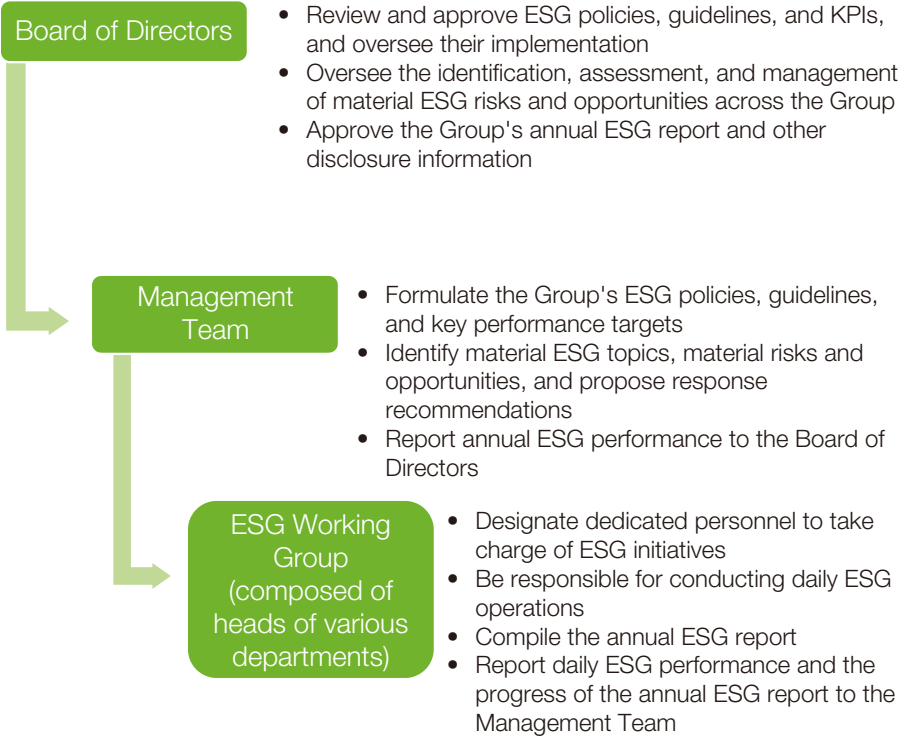 Board of Directors
• Review and approve ESG policies, guidelines, and KPIs,
and oversee their implementation
• Oversee the identification, assessment, and management
of material ESG risks and opportunities across the Group
• Approve the Group's annual ESG report and other
disclosure information
Management
Team
• Formulate the Group's ESG policies, guidelines,
and key performance targets
• Identify material ESG topics, material risks and
opportunities, and propose response
recommendations
• Report annual ESG performance to the Board of
Directors
ESG Working
Group
(composed of
heads of various
departments)
• Designate dedicated personnel to take
charge of ESG initiatives
• Be responsible for conducting daily ESG
operations
• Compile the annual ESG report
• Report daily ESG performance and the
progress of the annual ESG report to the
Management Team